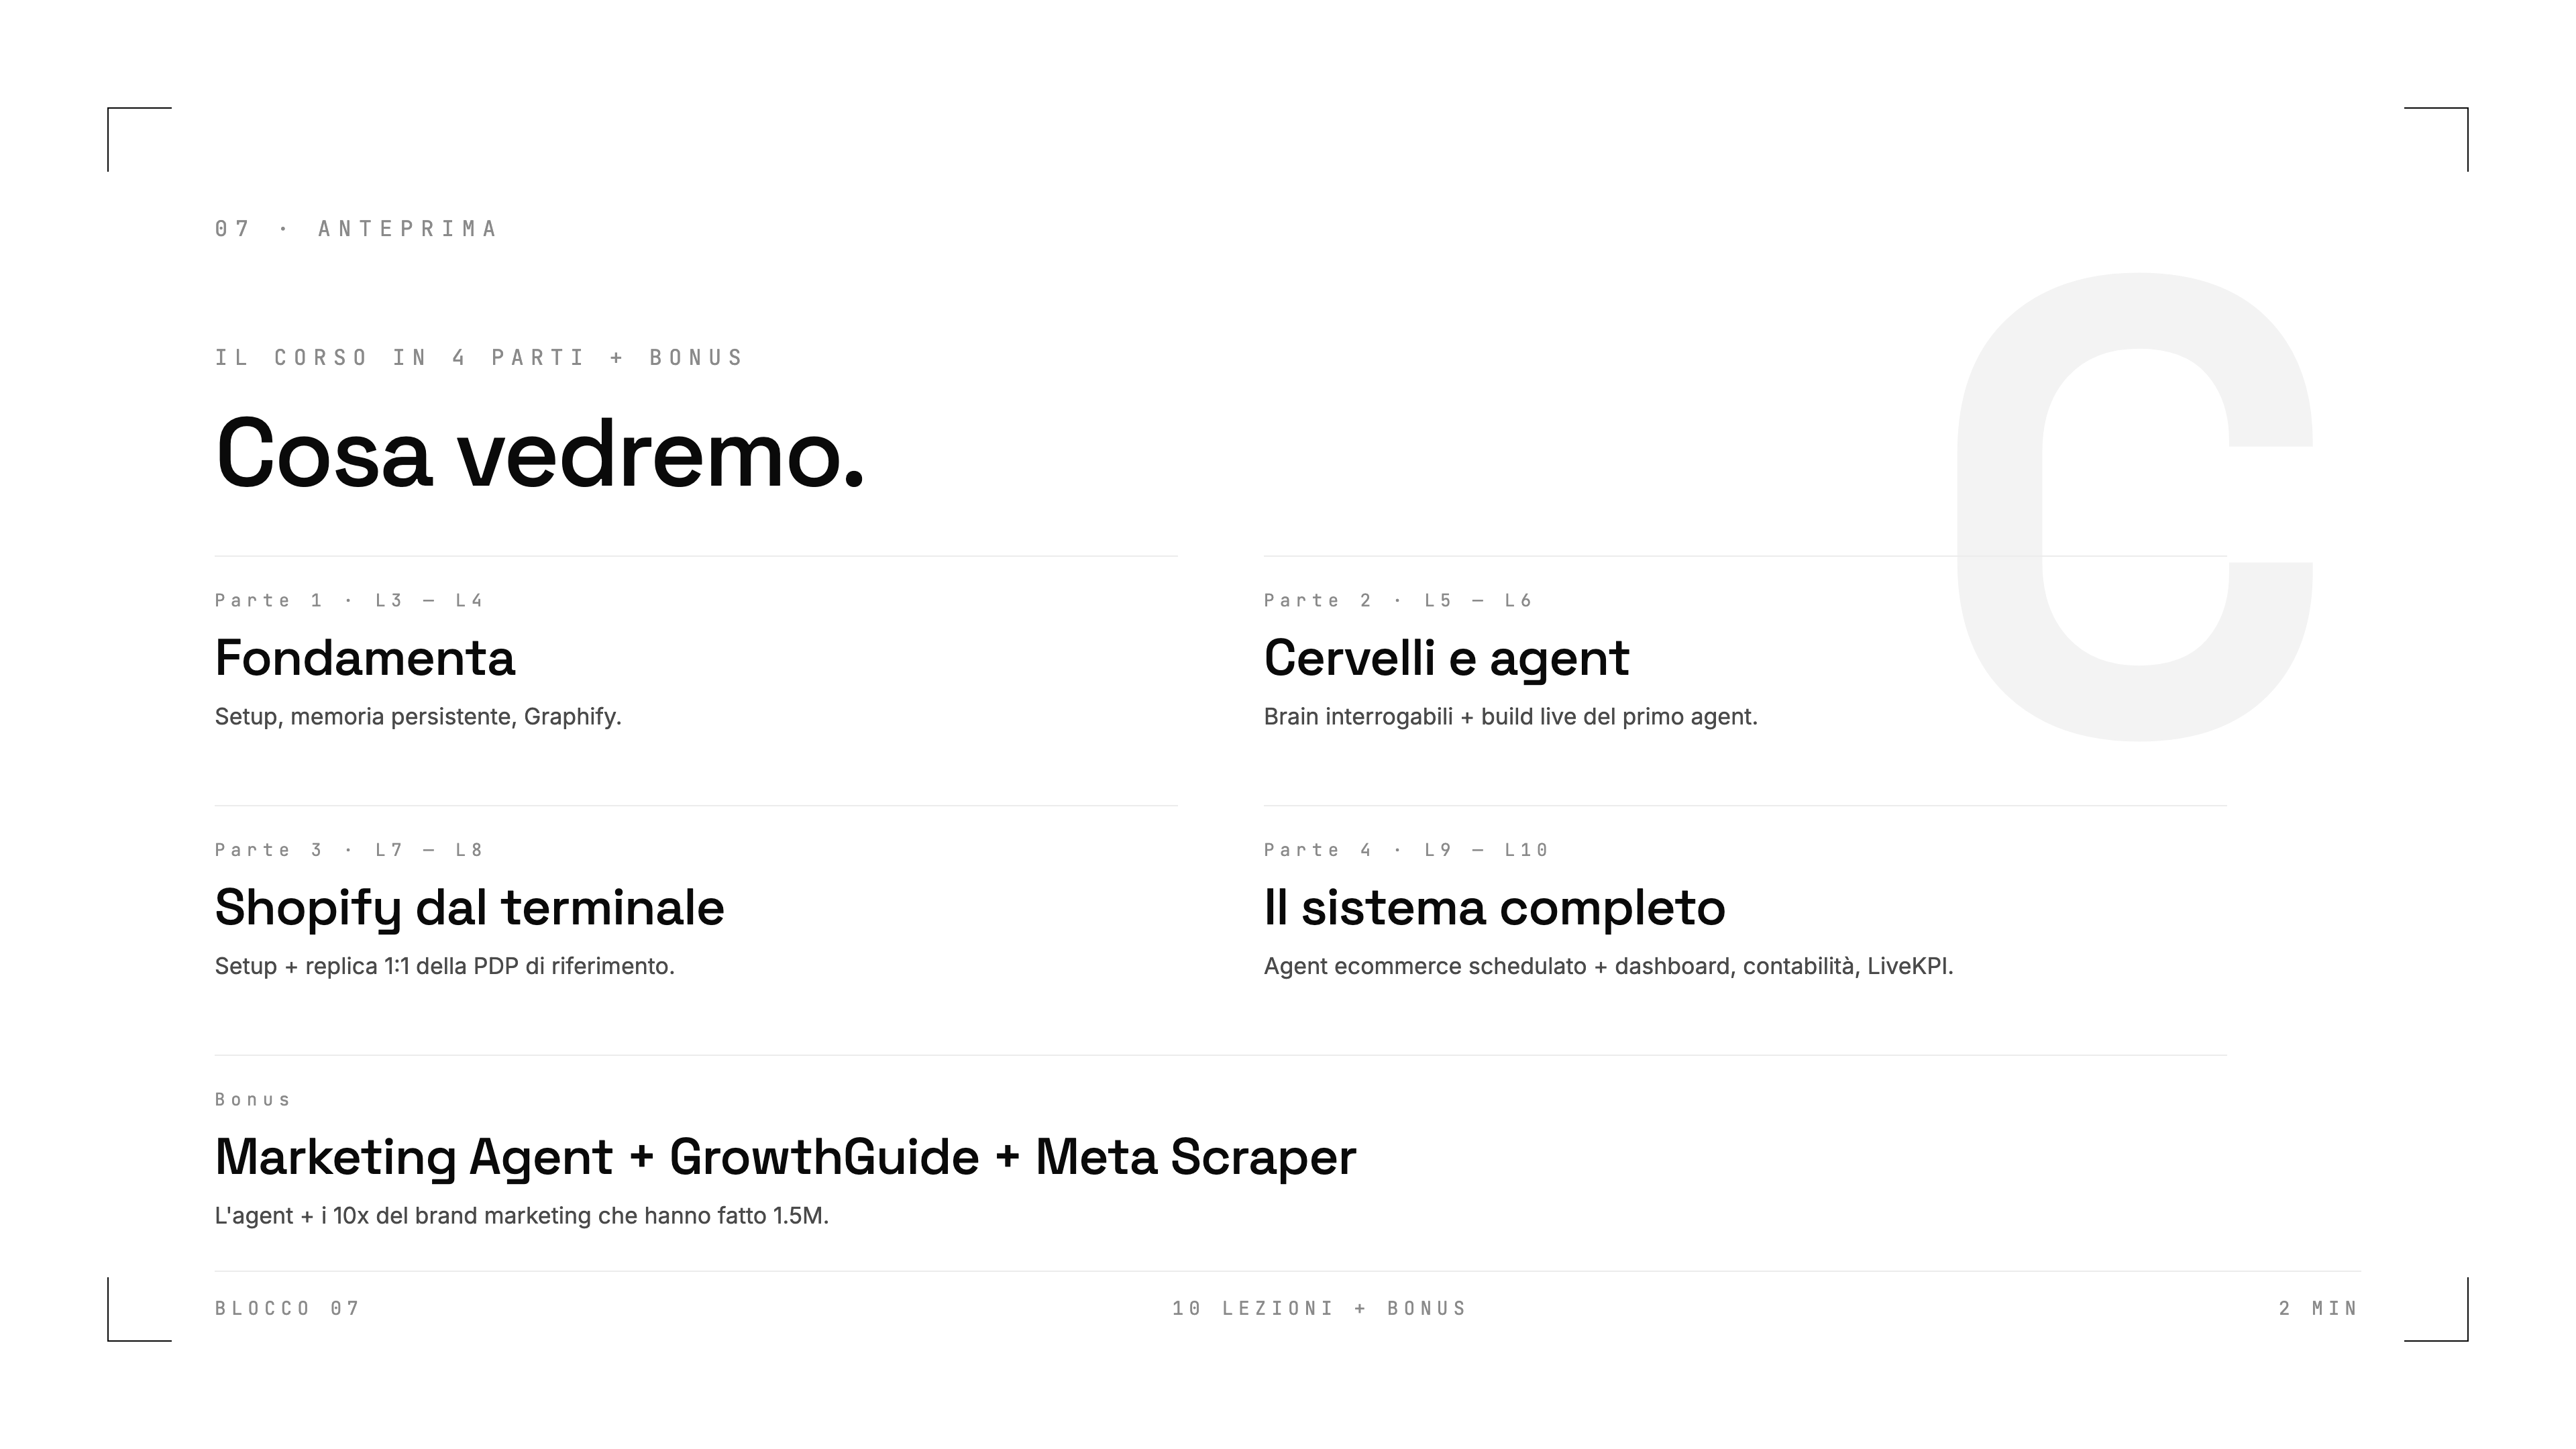 07 · ANTEPRIMA
C
IL CORSO IN 4 PARTI + BONUS
Cosa vedremo.
Parte 1 · L3 — L4
Fondamenta
Setup, memoria persistente, Graphify.
Parte 2 · L5 — L6
Cervelli e agent
Brain interrogabili + build live del primo agent.
Parte 3 · L7 — L8
Shopify dal terminale
Setup + replica 1:1 della PDP di riferimento.
Parte 4 · L9 — L10
Il sistema completo
Agent ecommerce schedulato + dashboard, contabilità, LiveKPI.
Bonus
Marketing Agent + GrowthGuide + Meta Scraper
L'agent + i 10x del brand marketing che hanno fatto 1.5M.
BLOCCO 07
10 LEZIONI + BONUS
2 MIN